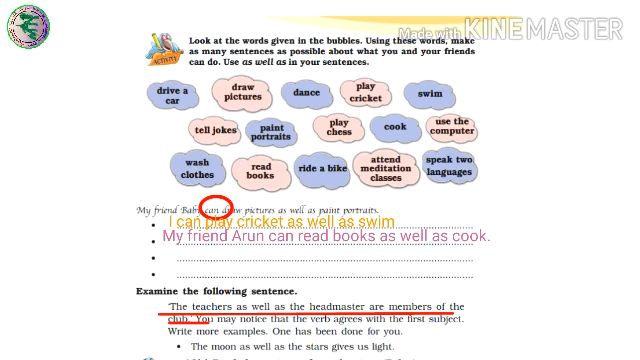 Made with KINEMASTER
Look at the words given in the bubbles. Using these words, make
as many sentences as possible about what you and your friends
can do. Use as well as in your sentences.
ACTIVITY
drive a car
draw pictures
dance
play cricket
swim
tell jokes
paint portraits
play chess
cook
use the computer
wash clothes
read books
ride a bike
attend meditation classes
speak two languages
My friend Baby can draw pictures as well as paint portraits.
• I can play cricket as well as swim
• My friend Arun can read books as well as cook.
•
•
Examine the following sentence.
'The teachers as well as the headmaster are members of the
club.' You may notice that the verb agrees with the first subject.
Write more examples. One has been done for you.
• The moon as well as the stars gives us light.